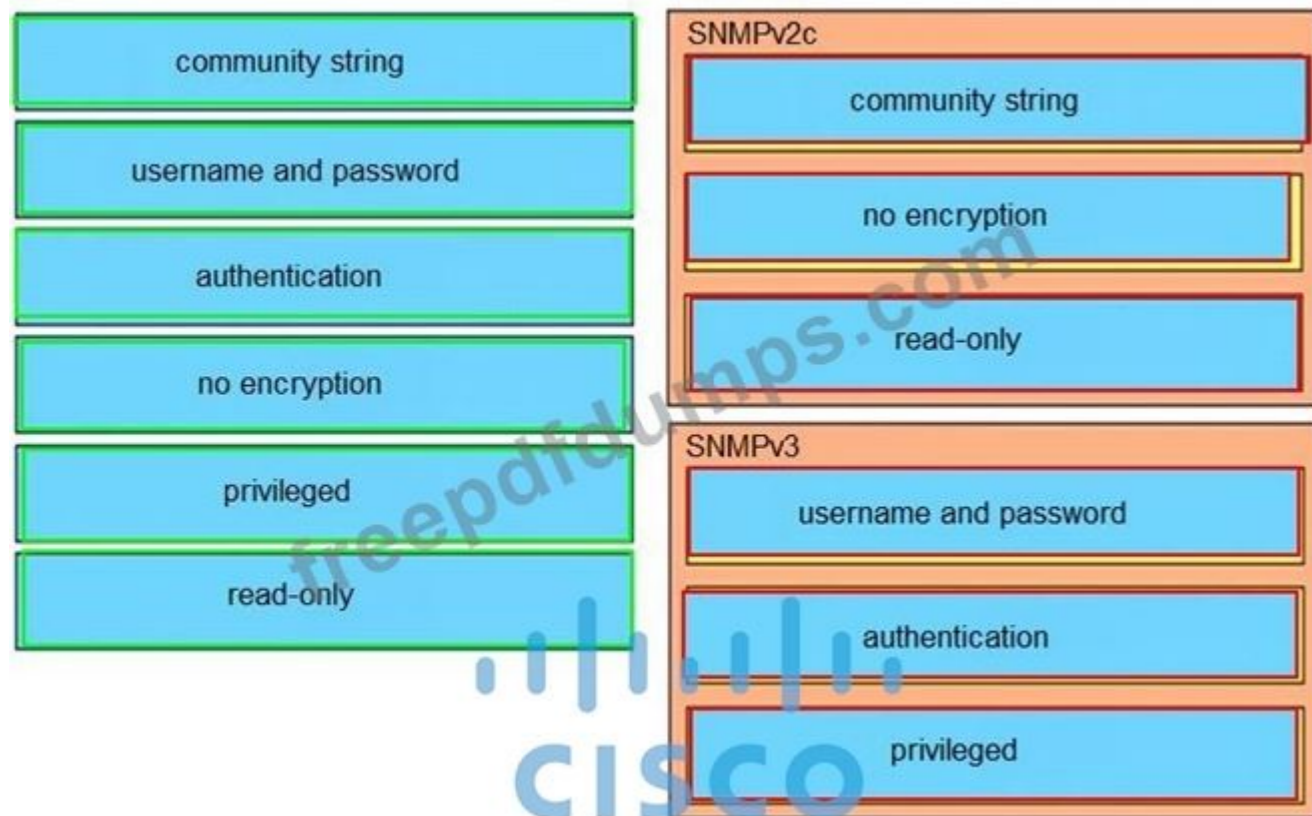 community string
username and password
authentication
no encryption
privileged
read-only
SNMPv2c
community string
no encryption
read-only
SNMPv3
username and password
authentication
privileged
freepdfdumps.com
CISCO